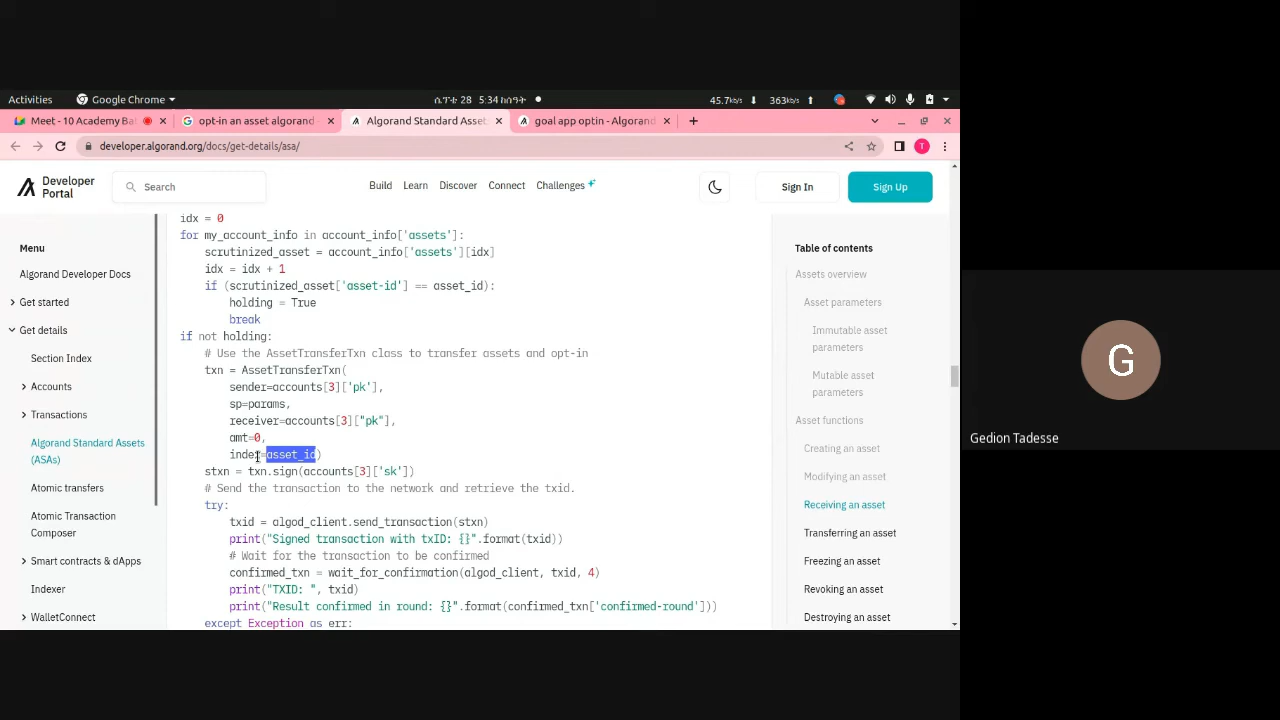 Activities
Google Chrome
ሴፕቴ 28 5:34 ከሰዓት
45.7kb/s
363kb/s
Meet - 10 Academy Bat
opt-in an asset algorand -
Algorand Standard Asset
goal app optin - Algorand
developer.algorand.org/docs/get-details/asa/
T
Developer
Portal
Search
Build
Learn
Discover
Connect
Challenges
Sign In
Sign Up
Menu
Algorand Developer Docs
Get started
Get details
Section Index
Accounts
Transactions
Algorand Standard Assets
(ASAs)
Atomic transfers
Atomic Transaction
Composer
Smart contracts & dApps
Indexer
WalletConnect
idx = 0
for my_account_info in account_info['assets']:
scrutinized_asset = account_info['assets'][idx]
idx = idx + 1
if (scrutinized_asset['asset-id'] == asset_id):
holding = True
break
if not holding:
# Use the AssetTransferTxn class to transfer assets and opt-in
txn = AssetTransferTxn(
sender=accounts[3]['pk'],
sp=params,
receiver=accounts[3]["pk"],
amt=0,
index=asset_id)
stxn = txn.sign(accounts[3]['sk'])
# Send the transaction to the network and retrieve the txid.
try:
txid = algod_client.send_transaction(stxn)
print("Signed transaction with txID: {}".format(txid))
# Wait for the transaction to be confirmed
confirmed_txn = wait_for_confirmation(algod_client, txid, 4)
print("TXID: ", txid)
print("Result confirmed in round: {}".format(confirmed_txn['confirmed-round']))
except Exception as err:
Table of contents
Assets overview
Asset parameters
Immutable asset
parameters
Mutable asset
parameters
Asset functions
Creating an asset
Modifying an asset
Receiving an asset
Transferring an asset
Freezing an asset
Revoking an asset
Destroying an asset
G
Gedion Tadesse